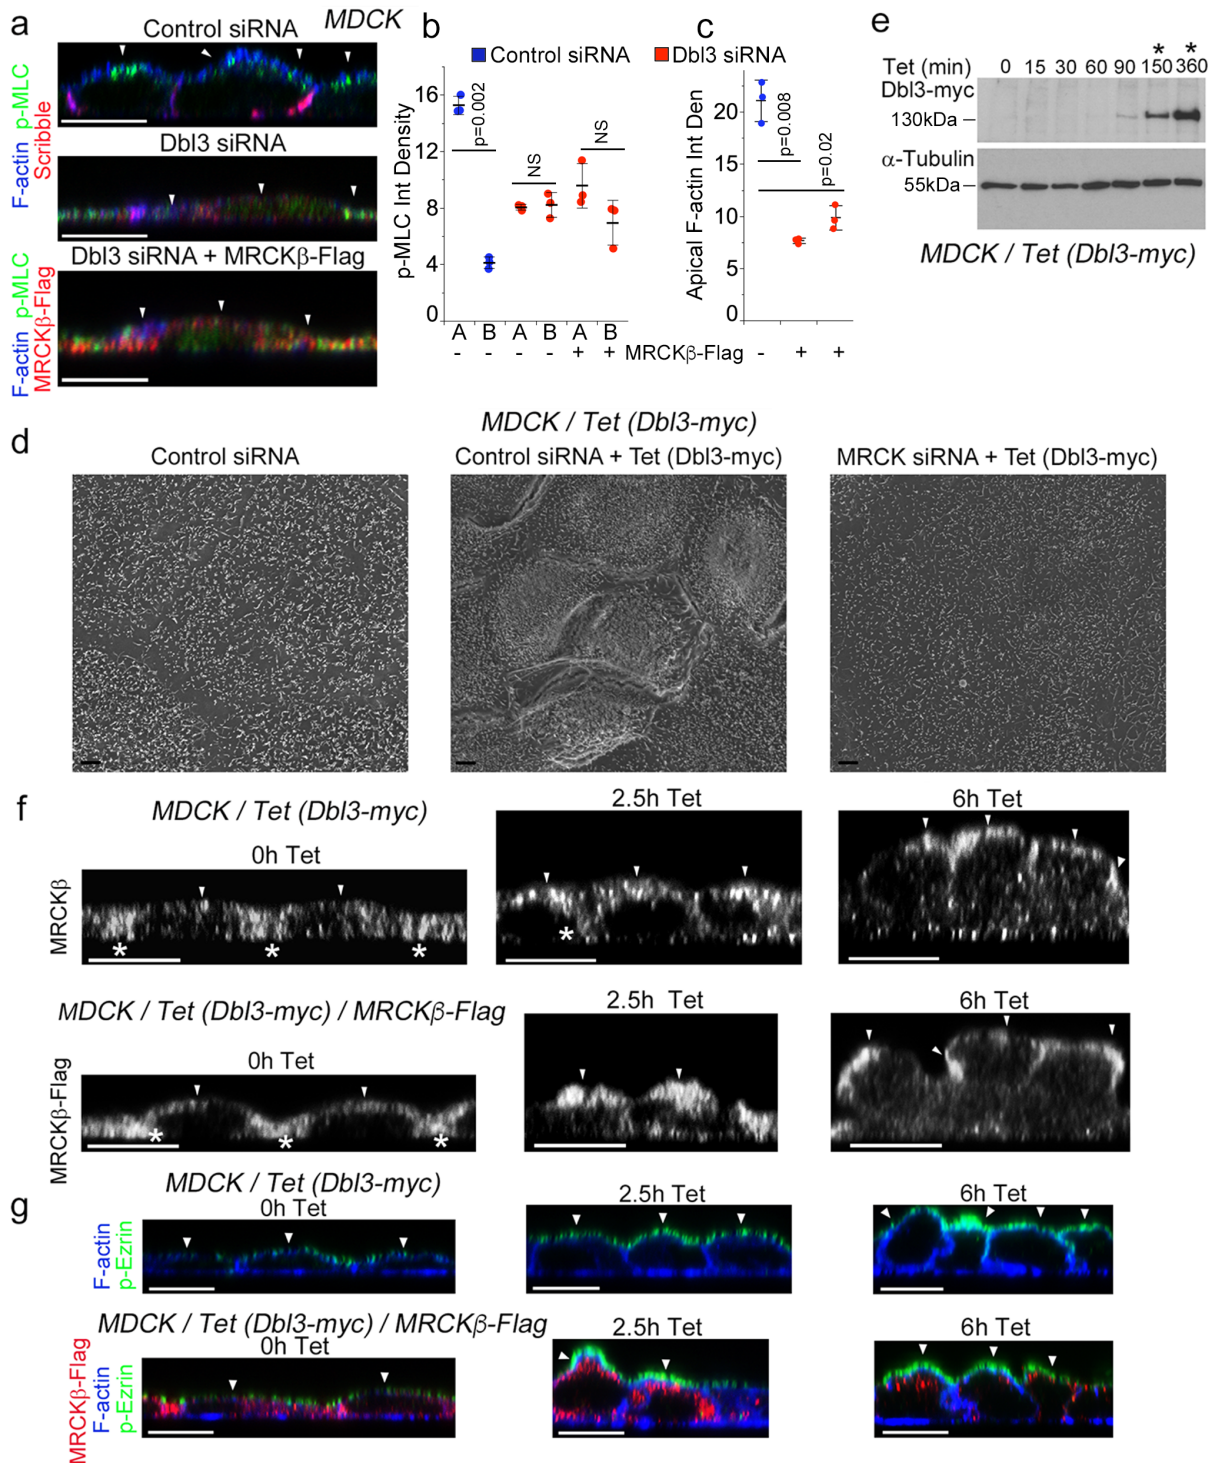 a
MDCK
Control siRNA
F-actin p-MLC
Scribble
Dbl3 siRNA
Dbl3 siRNA + MRCKβ-Flag
F-actin p-MLC
MRCKβ-Flag
b
c
Control siRNA
Dbl3 siRNA
p-MLC Int Density
16
12
8
4
0
p=0.002
NS
NS
A B A B A B
- - - - + + MRCKβ-Flag
Apical F-actin Int Den
20
15
10
5
0
p=0.008
p=0.02
- + +
e
* *
Tet (min) 0 15 30 60 90 150 360
Dbl3-myc
130kDa
α-Tubulin
55kDa
MDCK / Tet (Dbl3-myc)
d
MDCK / Tet (Dbl3-myc)
Control siRNA
Control siRNA + Tet (Dbl3-myc)
MRCK siRNA + Tet (Dbl3-myc)
f
MDCK / Tet (Dbl3-myc)
0h Tet
2.5h Tet
6h Tet
MRCKβ
* * *
*
MDCK / Tet (Dbl3-myc) / MRCKβ-Flag
0h Tet
2.5h Tet
6h Tet
MRCKβ-Flag
* * *
g
MDCK / Tet (Dbl3-myc)
0h Tet
2.5h Tet
6h Tet
F-actin
p-Ezrin
MDCK / Tet (Dbl3-myc) / MRCKβ-Flag
0h Tet
2.5h Tet
6h Tet
MRCKβ-Flag
F-actin
p-Ezrin